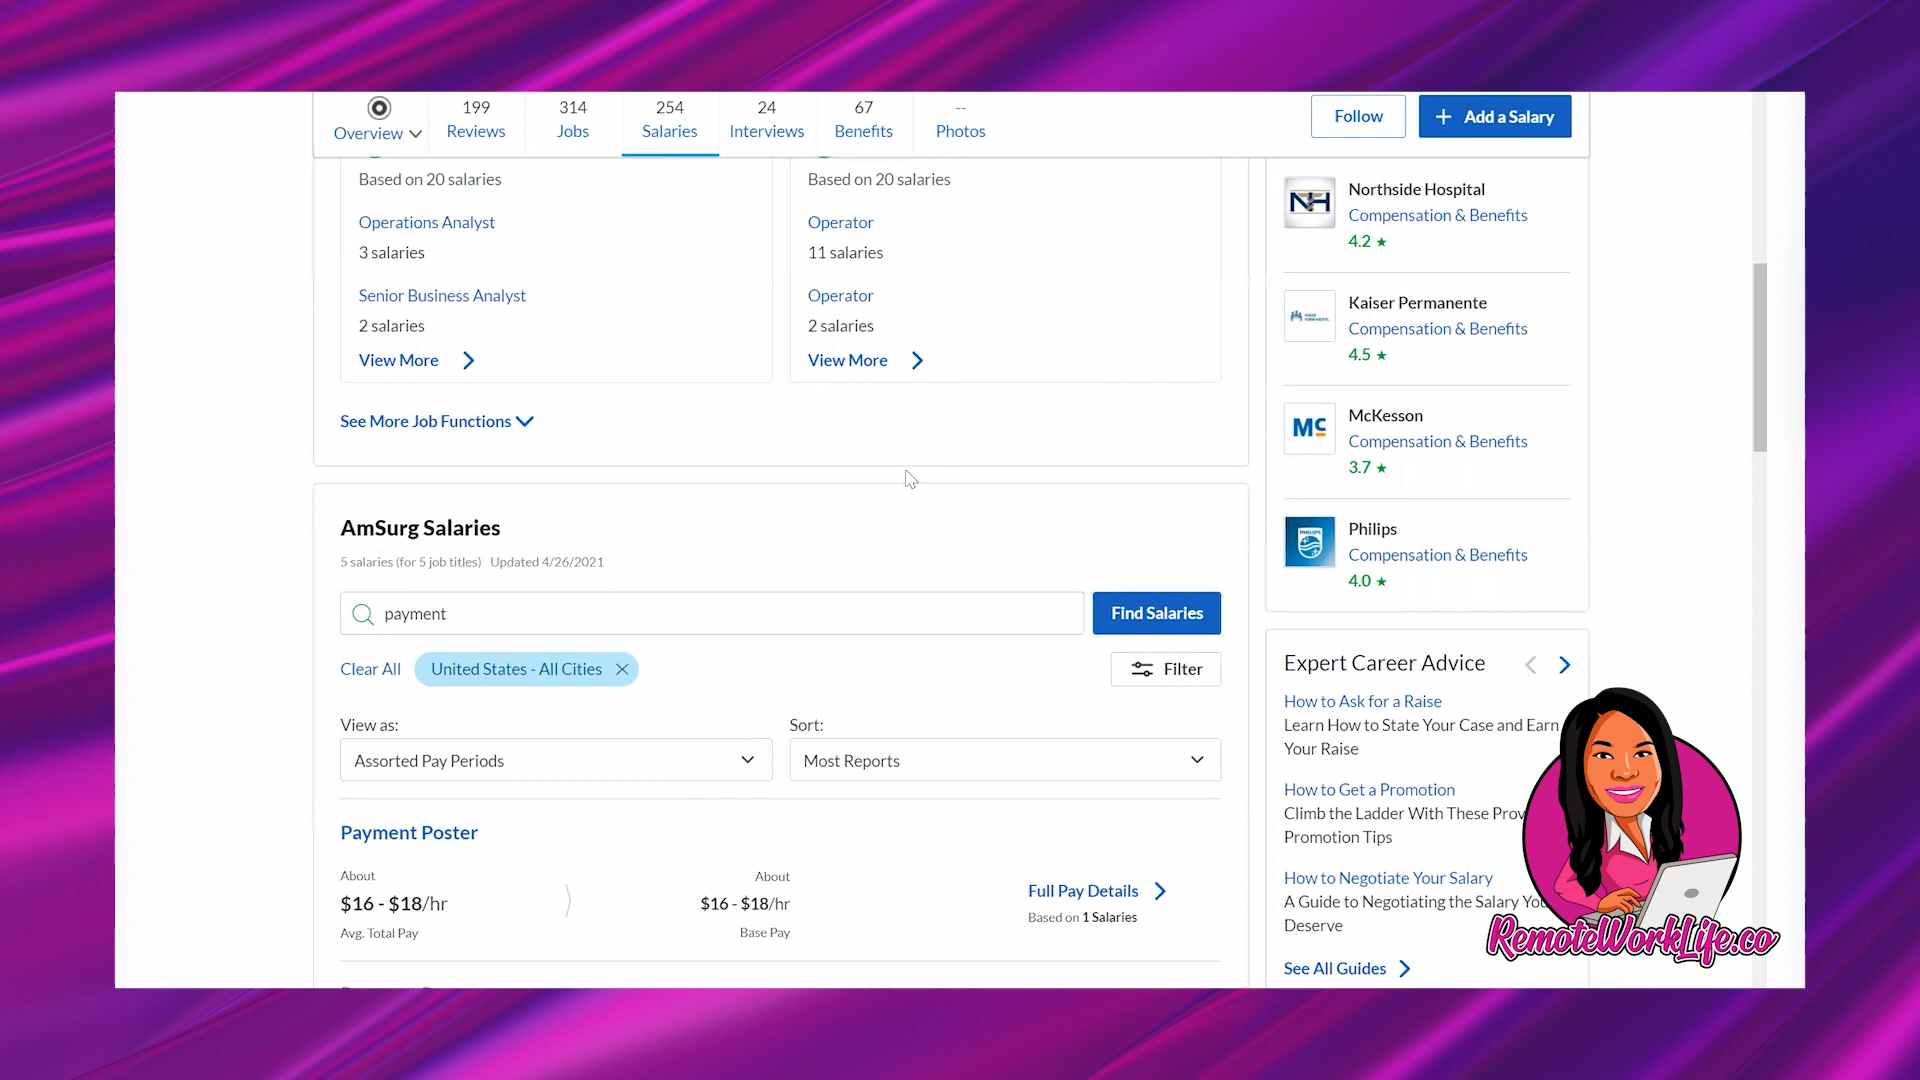 199
314
254
24
67
--
Overview
Reviews
Jobs
Salaries
Interviews
Benefits
Photos
Follow
+ Add a Salary
Based on 20 salaries
Operations Analyst
3 salaries
Senior Business Analyst
2 salaries
View More
Based on 20 salaries
Operator
11 salaries
Operator
2 salaries
View More
See More Job Functions
NH
Northside Hospital
Compensation & Benefits
4.2 ★
Kaiser Permanente
Compensation & Benefits
4.5 ★
MC
McKesson
Compensation & Benefits
3.7 ★
PHILIPS
Philips
Compensation & Benefits
4.0 ★
AmSurg Salaries
5 salaries (for 5 job titles) Updated 4/26/2021
payment
Find Salaries
Clear All
United States - All Cities
Filter
View as:
Sort:
Assorted Pay Periods
Most Reports
Payment Poster
About
$16 - $18/hr
Avg. Total Pay
About
$16 - $18/hr
Base Pay
Full Pay Details
Based on 1 Salaries
Expert Career Advice
How to Ask for a Raise
Learn How to State Your Case and Earn
Your Raise
How to Get a Promotion
Climb the Ladder With These
Promotion Tips
How to Negotiate Your Salary
A Guide to Negotiating the Salary
Deserve
See All Guides
RemoteWorkLife.co